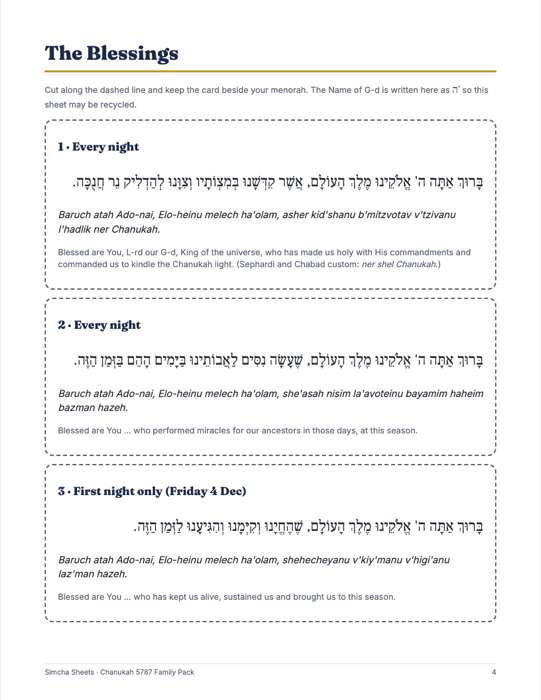 The Blessings
Cut along the dashed line and keep the card beside your menorah. The Name of G-d is written here as ה' so this
sheet may be recycled.
1 · Every night
בָּרוּךְ אַתָּה ה' אֱלֹקֵינוּ מֶלֶךְ הָעוֹלָם, אֲשֶׁר קִדְּשָׁנוּ בְּמִצְוֹתָיו וְצִוָּנוּ לְהַדְלִיק נֵר חֲנֻכָּה.
Baruch atah Ado-nai, Elo-heinu melech ha'olam, asher kid'shanu b'mitzvotav v'tzivanu
l'hadlik ner Chanukah.
Blessed are You, L-rd our G-d, King of the universe, who has made us holy with His commandments and
commanded us to kindle the Chanukah light. (Sephardi and Chabad custom: ner shel Chanukah.)
2 · Every night
בָּרוּךְ אַתָּה ה' אֱלֹקֵינוּ מֶלֶךְ הָעוֹלָם, שֶׁעָשָׂה נִסִּים לַאֲבוֹתֵינוּ בַּיָּמִים הָהֵם בַּזְּמַן הַזֶּה.
Baruch atah Ado-nai, Elo-heinu melech ha'olam, she'asah nisim la'avoteinu bayamim haheim
bazman hazeh.
Blessed are You … who performed miracles for our ancestors in those days, at this season.
3 · First night only (Friday 4 Dec)
בָּרוּךְ אַתָּה ה' אֱלֹקֵינוּ מֶלֶךְ הָעוֹלָם, שֶׁהֶחֱיָנוּ וְקִיְּמָנוּ וְהִגִּיעָנוּ לַזְּמַן הַזֶּה.
Baruch atah Ado-nai, Elo-heinu melech ha'olam, shehecheyanu v'kiy'manu v'higi'anu
laz'man hazeh.
Blessed are You … who has kept us alive, sustained us and brought us to this season.
Simcha Sheets · Chanukah 5787 Family Pack
4